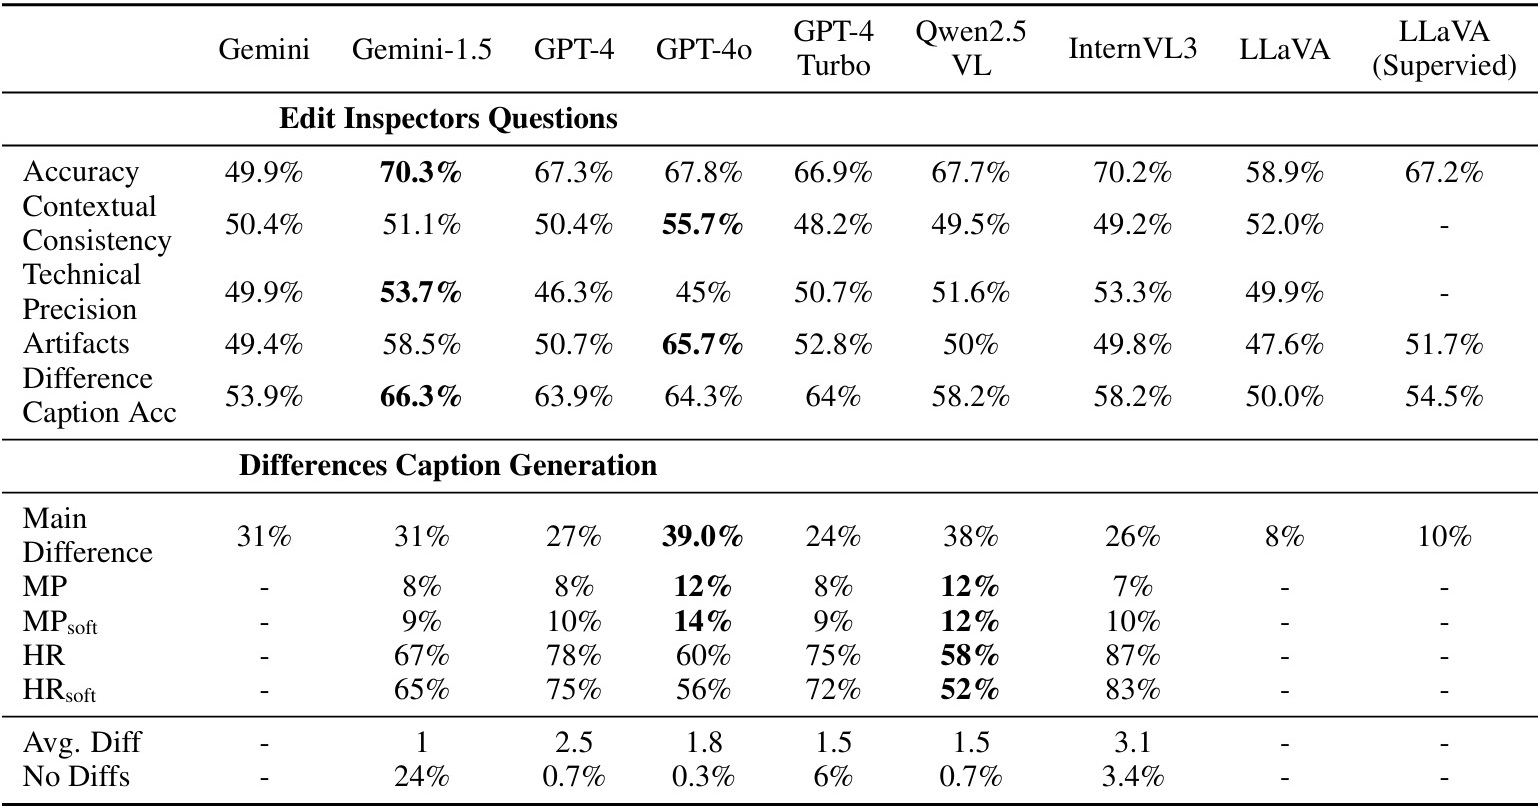 Gemini Gemini-1.5 GPT-4 GPT-4o GPT-4 Turbo Qwen2.5 VL InternVL3 LLaVA LLaVA (Supervied)
Edit Inspectors Questions
Accuracy 49.9% 70.3% 67.3% 67.8% 66.9% 67.7% 70.2% 58.9% 67.2%
Contextual Consistency 50.4% 51.1% 50.4% 55.7% 48.2% 49.5% 49.2% 52.0% -
Technical Precision 49.9% 53.7% 46.3% 45% 50.7% 51.6% 53.3% 49.9% -
Artifacts 49.4% 58.5% 50.7% 65.7% 52.8% 50% 49.8% 47.6% 51.7%
Difference Caption Acc 53.9% 66.3% 63.9% 64.3% 64% 58.2% 58.2% 50.0% 54.5%
Differences Caption Generation
Main Difference 31% 31% 27% 39.0% 24% 38% 26% 8% 10%
MP - 8% 8% 12% 8% 12% 7% - -
MPsoft - 9% 10% 14% 9% 12% 10% - -
HR - 67% 78% 60% 75% 58% 87% - -
HRsoft - 65% 75% 56% 72% 52% 83% - -
Avg. Diff - 1 2.5 1.8 1.5 1.5 3.1 - -
No Diffs - 24% 0.7% 0.3% 6% 0.7% 3.4% - -